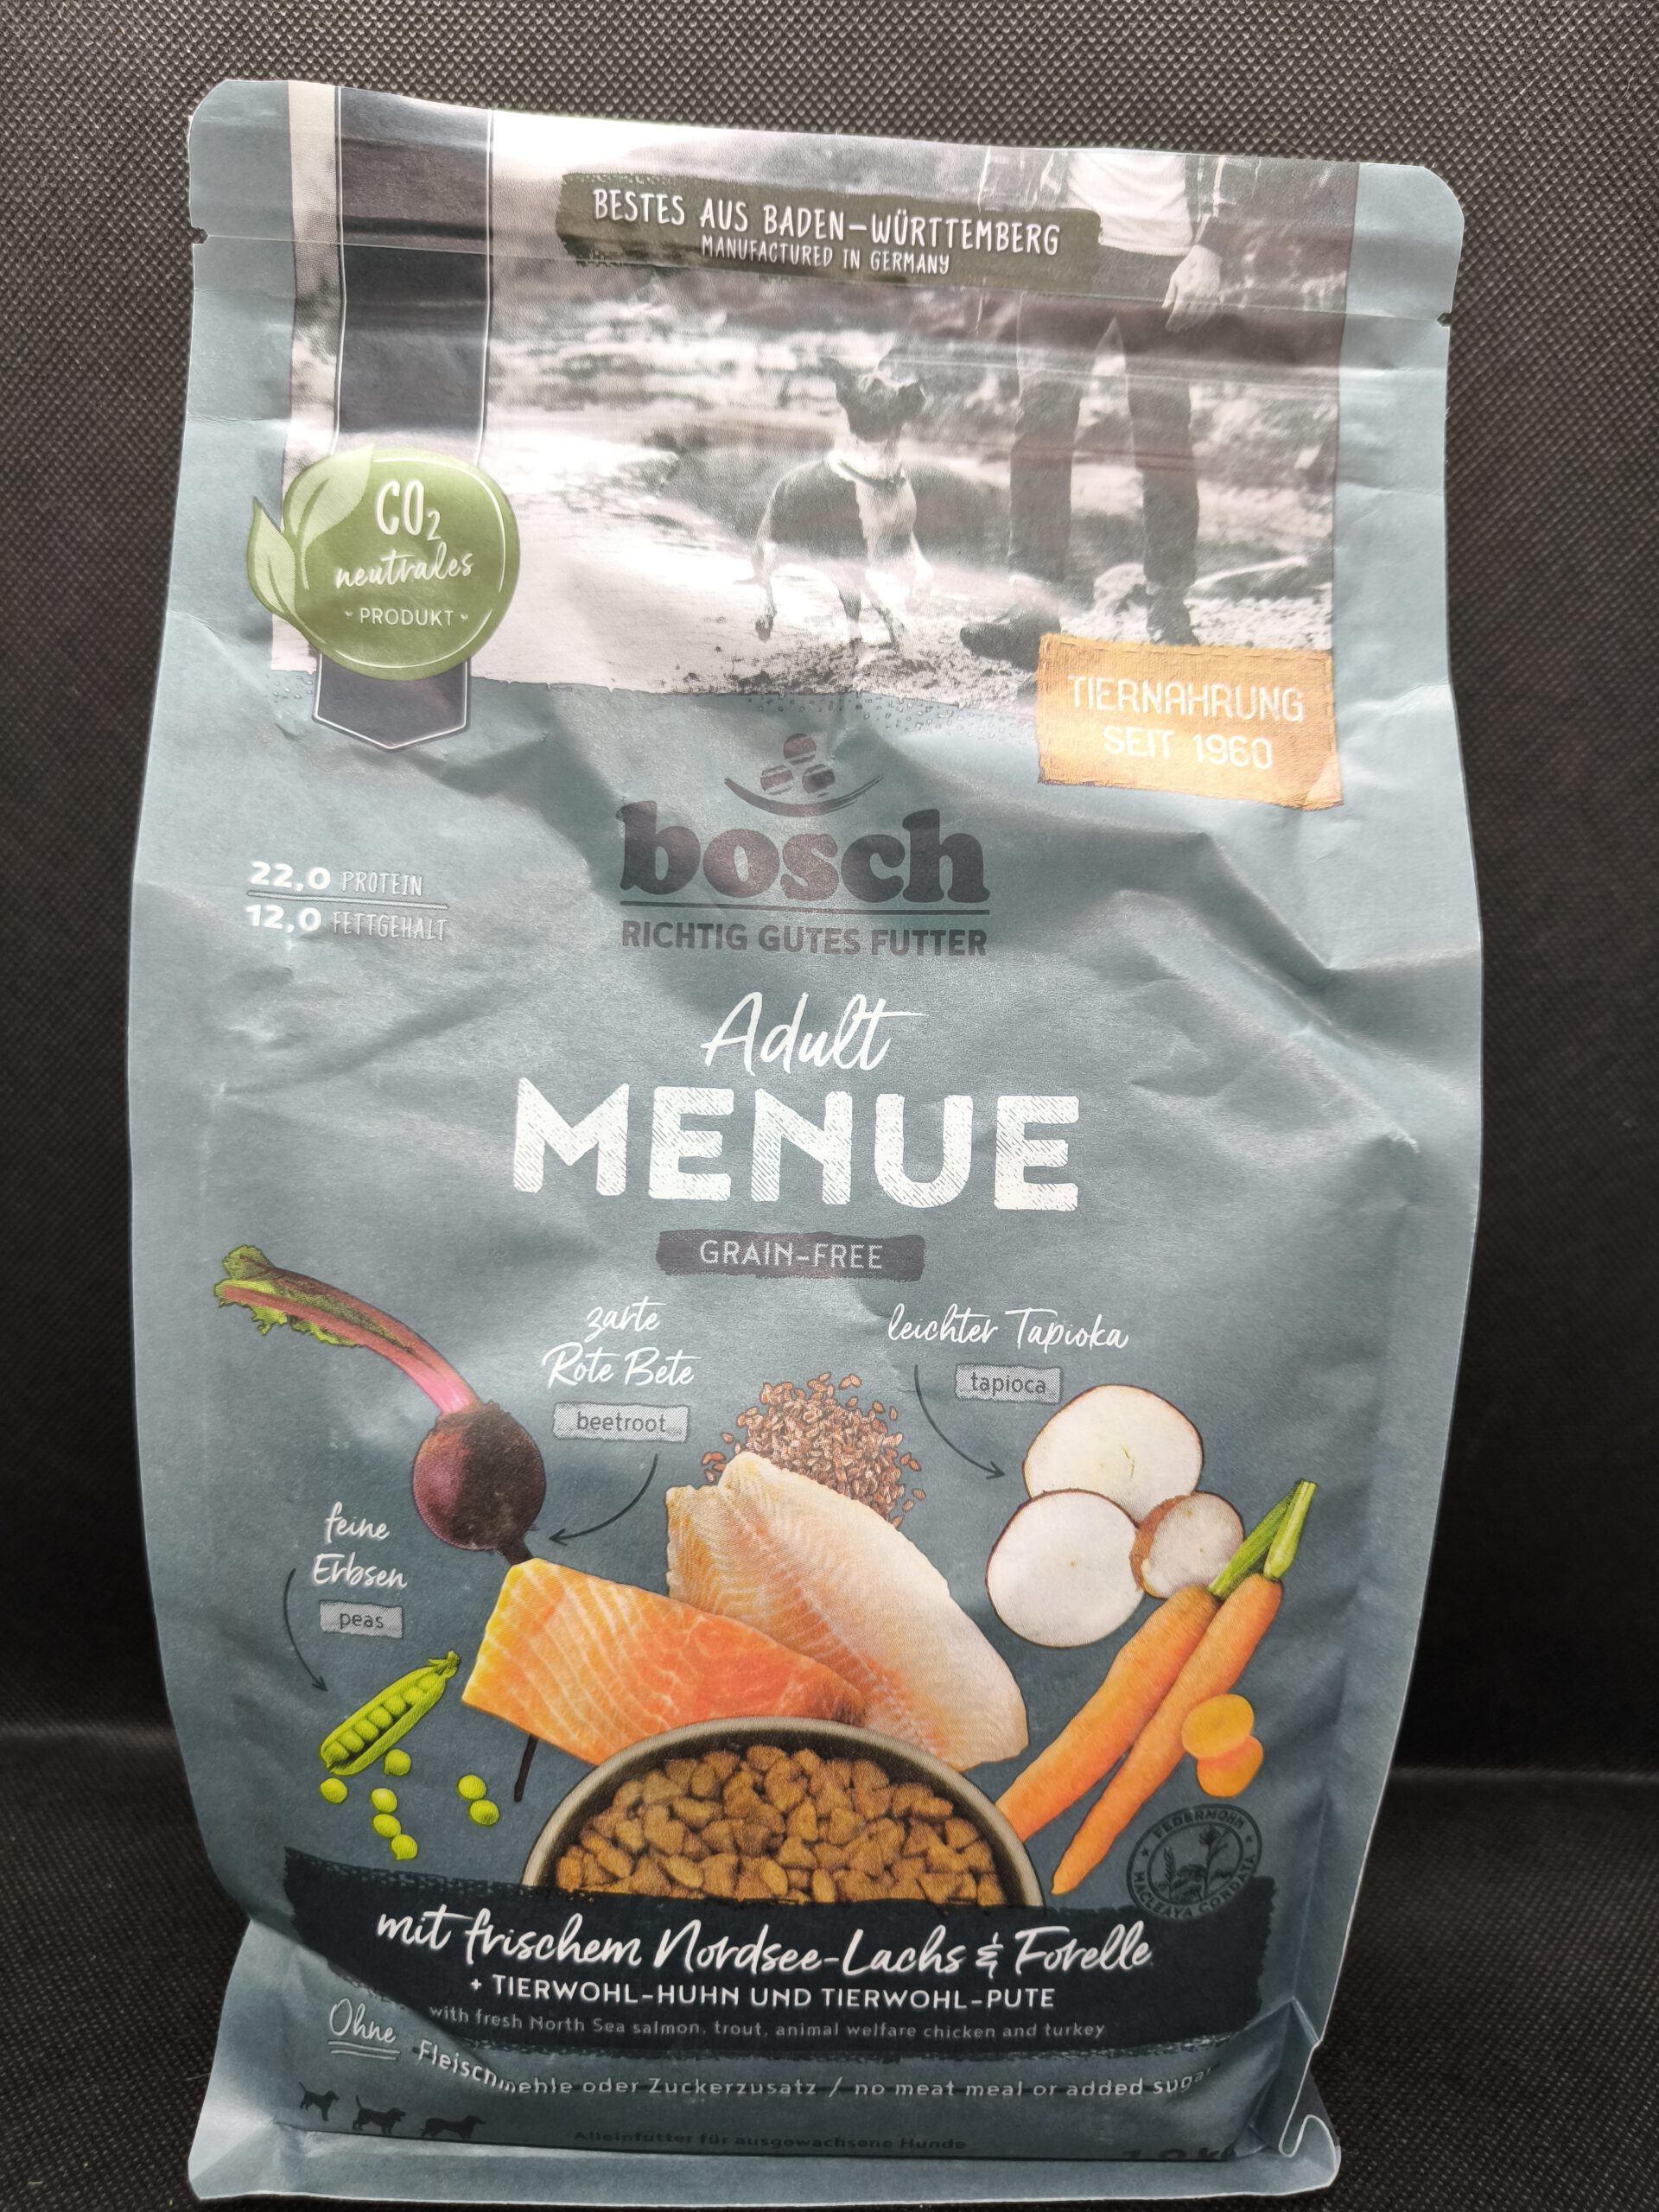 BESTES AUS BADEN-WÜRTTEMBERG
MANUFACTURED IN GERMANY
CO2
neutrales
- PRODUKT -
TIERNAHRUNG
SEIT 1960
bosch
RICHTIG GUTES FUTTER
22,0 PROTEIN
12,0 FETTGEHALT
Adult
MENUE
GRAIN-FREE
zarte
Rote Bete
beetroot
leichter Tapioka
tapioca
feine
Erbsen
peas
FEDERMOHN
MACLEAYA CORDATA
mit frischem Nordsee-Lachs & Forelle
+ TIERWOHL-HUHN UND TIERWOHL-PUTE
with fresh North Sea salmon, trout, animal welfare chicken and turkey
Ohne Fleischmehle oder Zuckerzusatz / no meat meal or added sugar
Alleinfutter für ausgewachsene Hunde